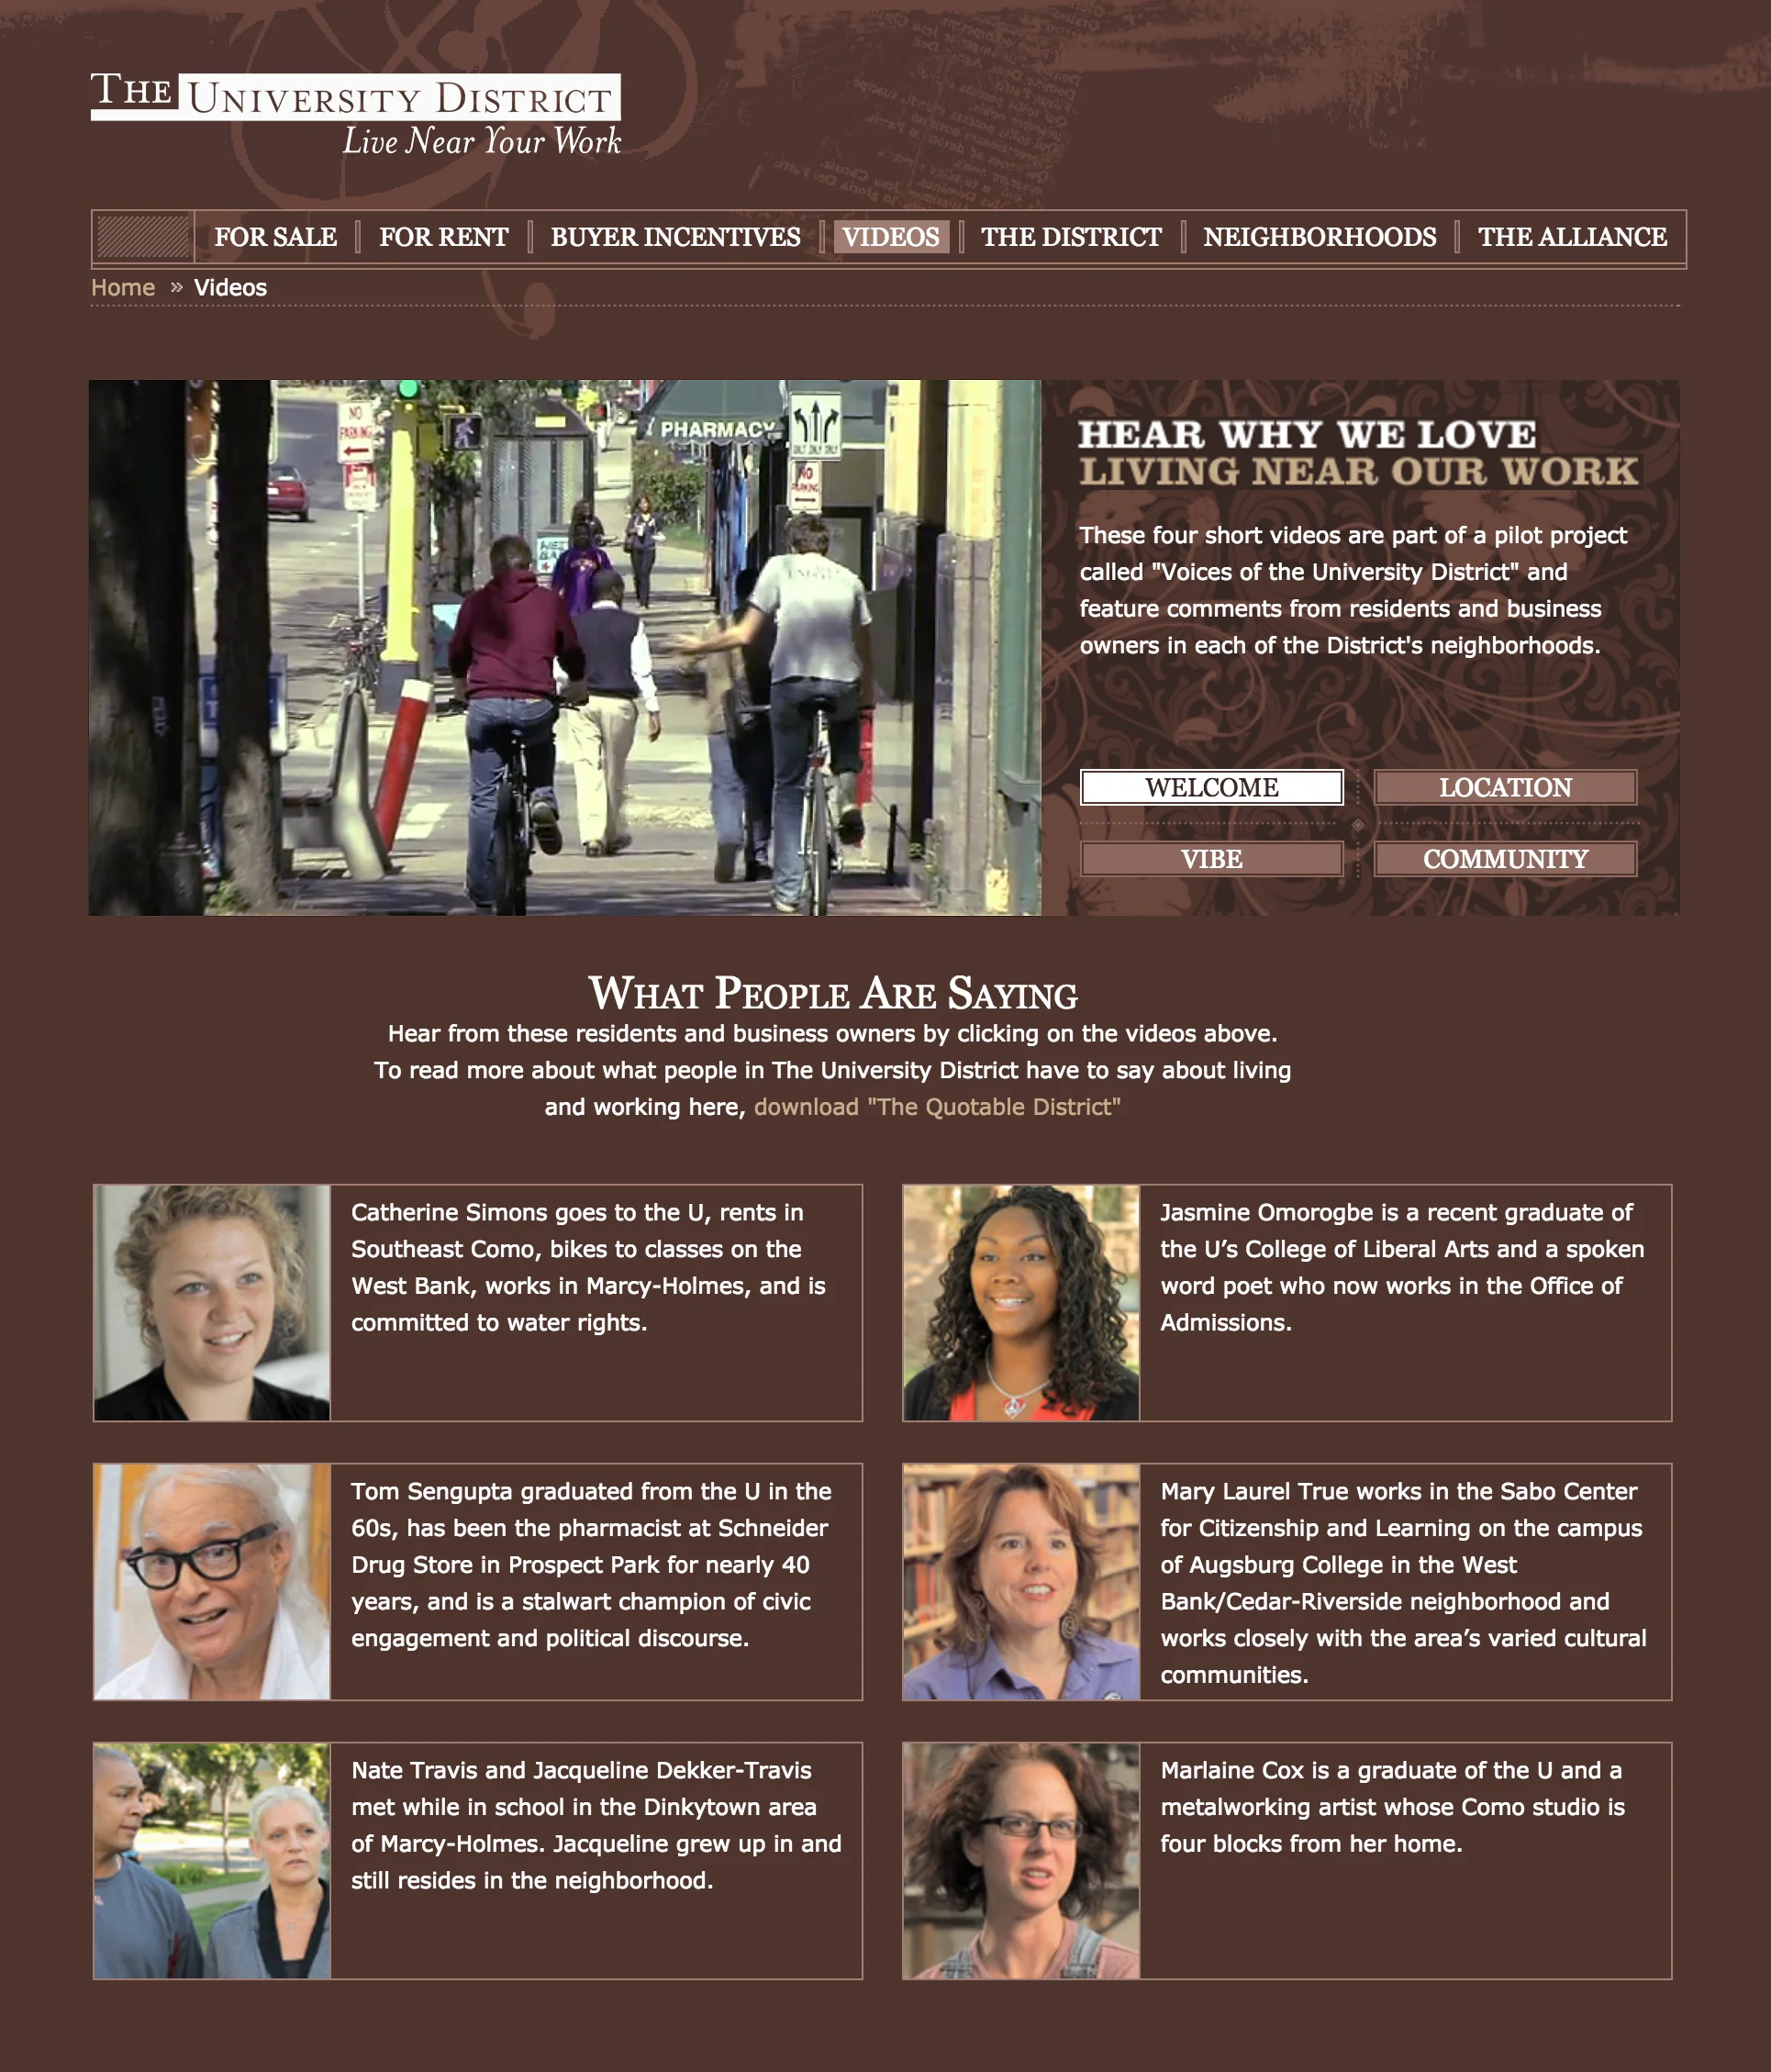 THE UNIVERSITY DISTRICT
Live Near Your Work
FOR SALE
FOR RENT
BUYER INCENTIVES
VIDEOS
THE DISTRICT
NEIGHBORHOODS
THE ALLIANCE
Home » Videos
NO
PARKING
PHARMACY
ONLY ONLY ONLY
NO
PARKING
HEAR WHY WE LOVE
LIVING NEAR OUR WORK
These four short videos are part of a pilot project
called "Voices of the University District" and
feature comments from residents and business
owners in each of the District's neighborhoods.
WELCOME
LOCATION
VIBE
COMMUNITY
WHAT PEOPLE ARE SAYING
Hear from these residents and business owners by clicking on the videos above.
To read more about what people in The University District have to say about living
and working here, download "The Quotable District"
Catherine Simons goes to the U, rents in
Southeast Como, bikes to classes on the
West Bank, works in Marcy-Holmes, and is
committed to water rights.
Jasmine Omorogbe is a recent graduate of
the U’s College of Liberal Arts and a spoken
word poet who now works in the Office of
Admissions.
Tom Sengupta graduated from the U in the
60s, has been the pharmacist at Schneider
Drug Store in Prospect Park for nearly 40
years, and is a stalwart champion of civic
engagement and political discourse.
Mary Laurel True works in the Sabo Center
for Citizenship and Learning on the campus
of Augsburg College in the West
Bank/Cedar-Riverside neighborhood and
works closely with the area’s varied cultural
communities.
Nate Travis and Jacqueline Dekker-Travis
met while in school in the Dinkytown area
of Marcy-Holmes. Jacqueline grew up in and
still resides in the neighborhood.
Marlaine Cox is a graduate of the U and a
metalworking artist whose Como studio is
four blocks from her home.